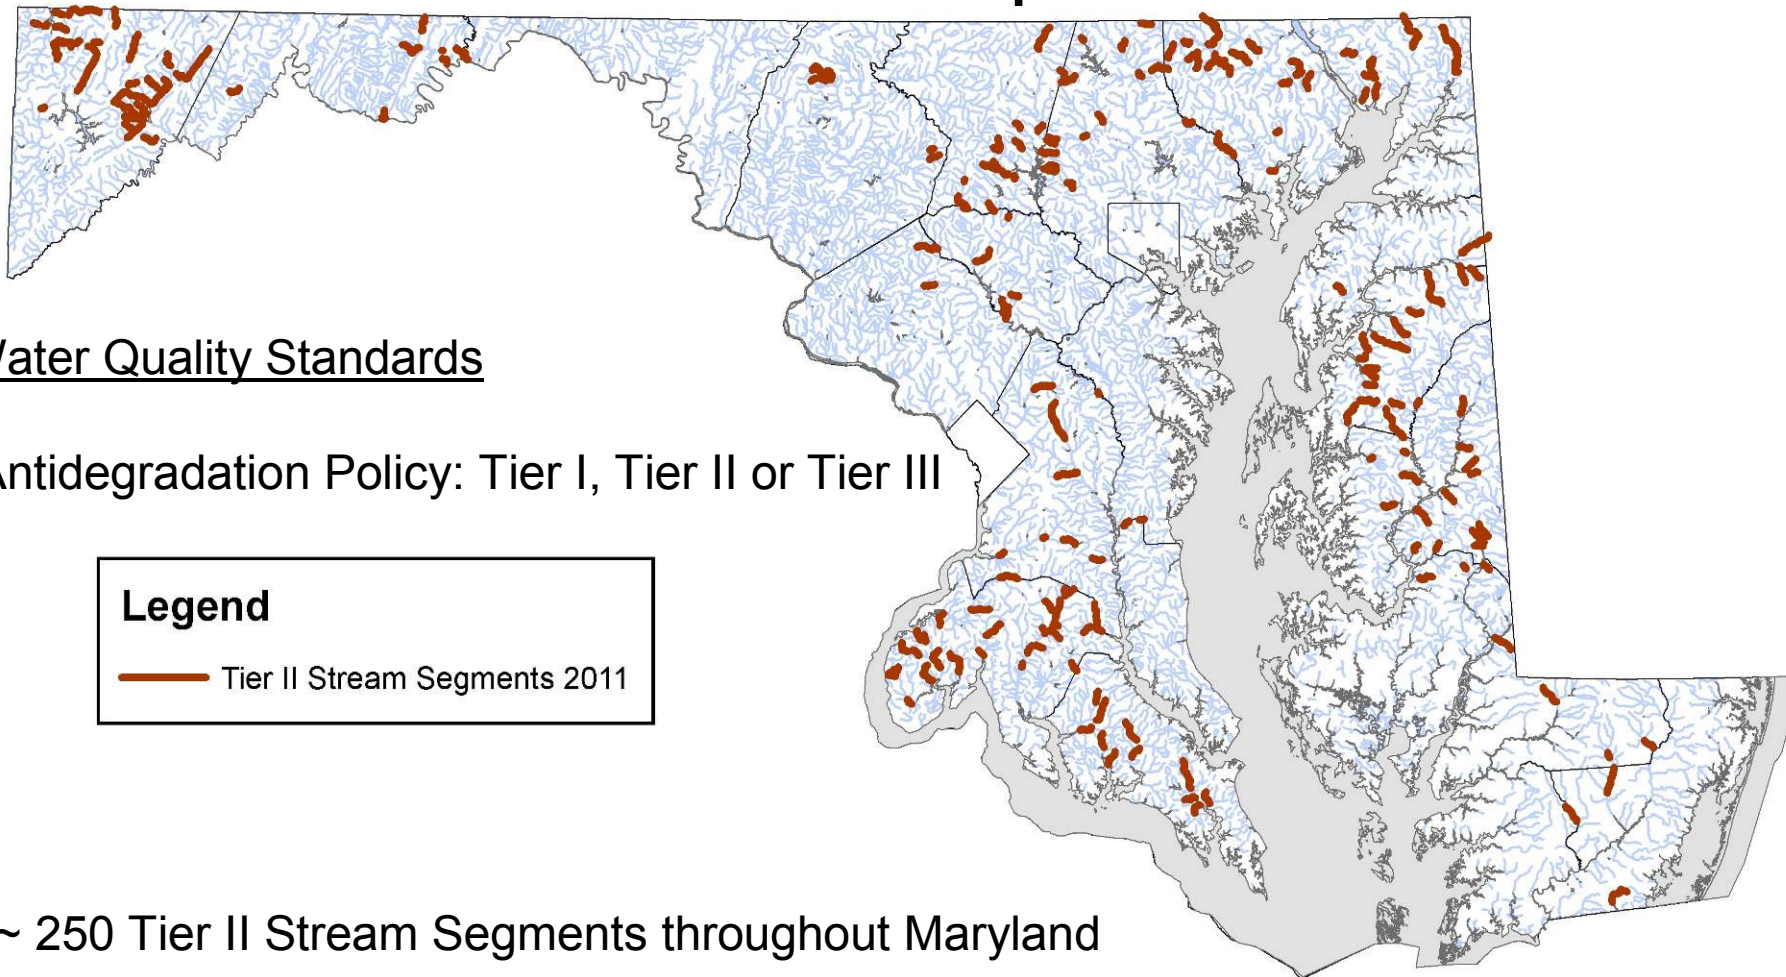 Water Quality Standards
Antidegradation Policy: Tier I, Tier II or Tier III
Legend
Tier II Stream Segments 2011
~ 250 Tier II Stream Segments throughout Maryland